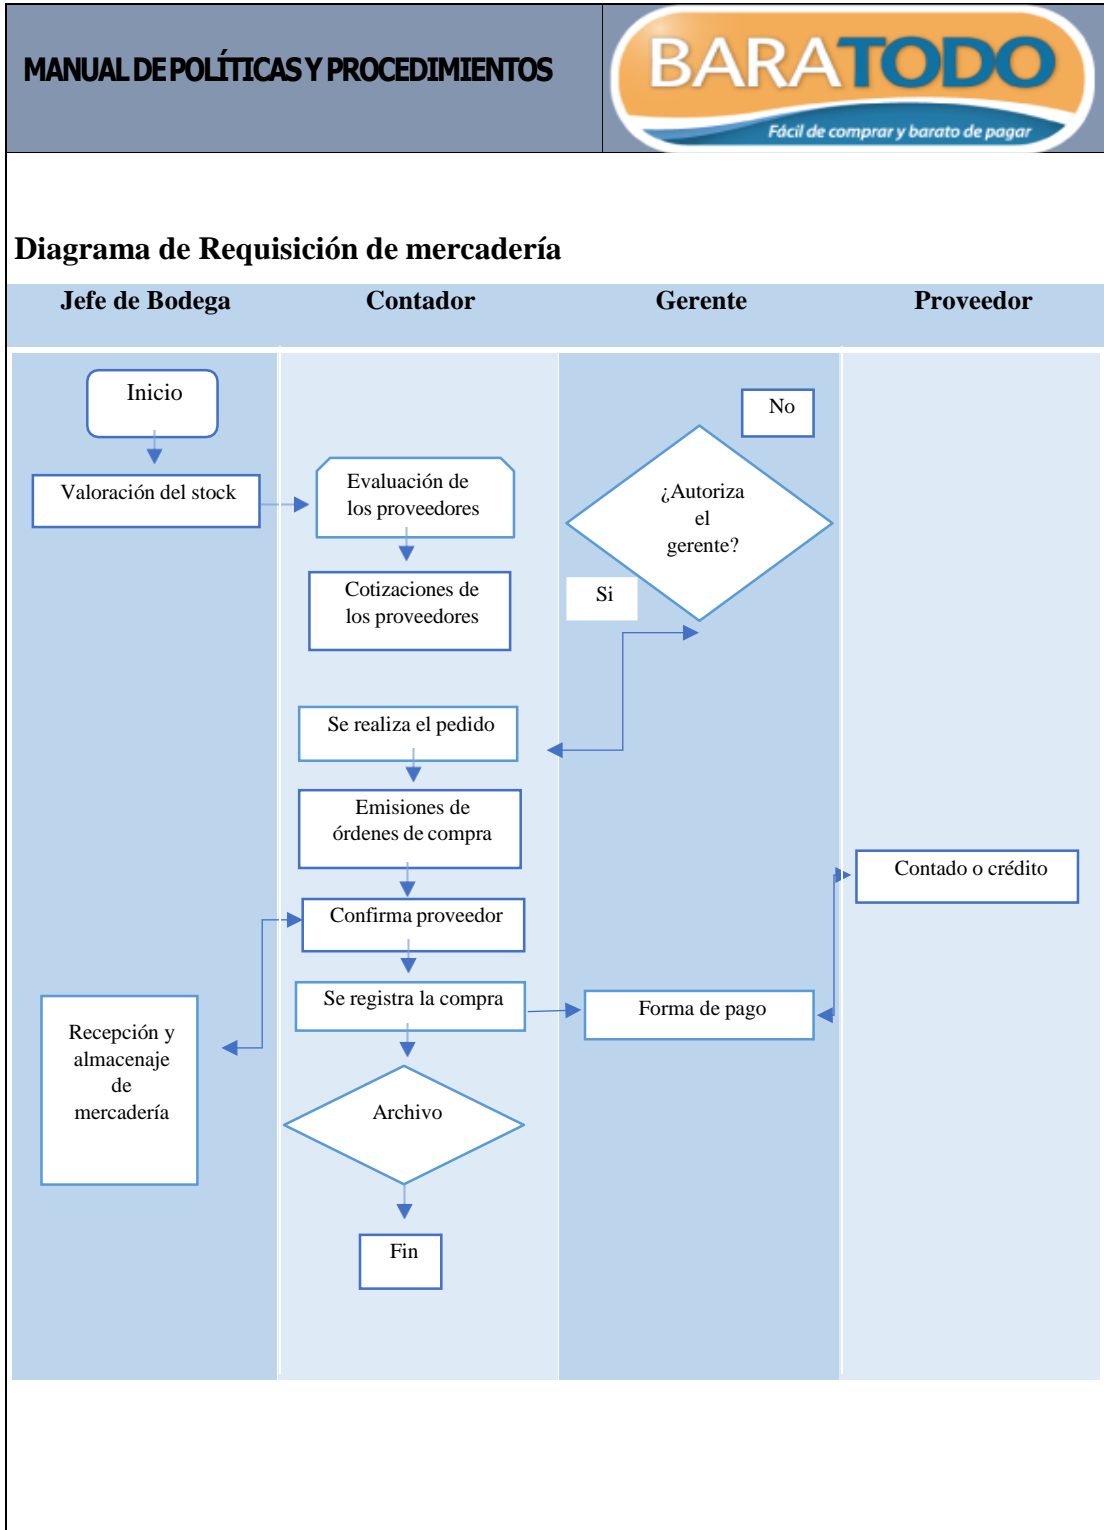 MANUAL DE POLÍTICAS Y PROCEDIMIENTOS
BARATODO
Fácil de comprar y barato de pagar
Diagrama de Requisición de mercadería
Jefe de Bodega
Contador
Gerente
Proveedor
Inicio
No
Valoración del stock
Evaluación de
los proveedores
¿Autoriza
el
gerente?
Cotizaciones de
los proveedores
Si
Se realiza el pedido
Emisiones de
órdenes de compra
Contado o crédito
Confirma proveedor
Se registra la compra
Forma de pago
Recepción y
almacenaje
de
mercadería
Archivo
Fin